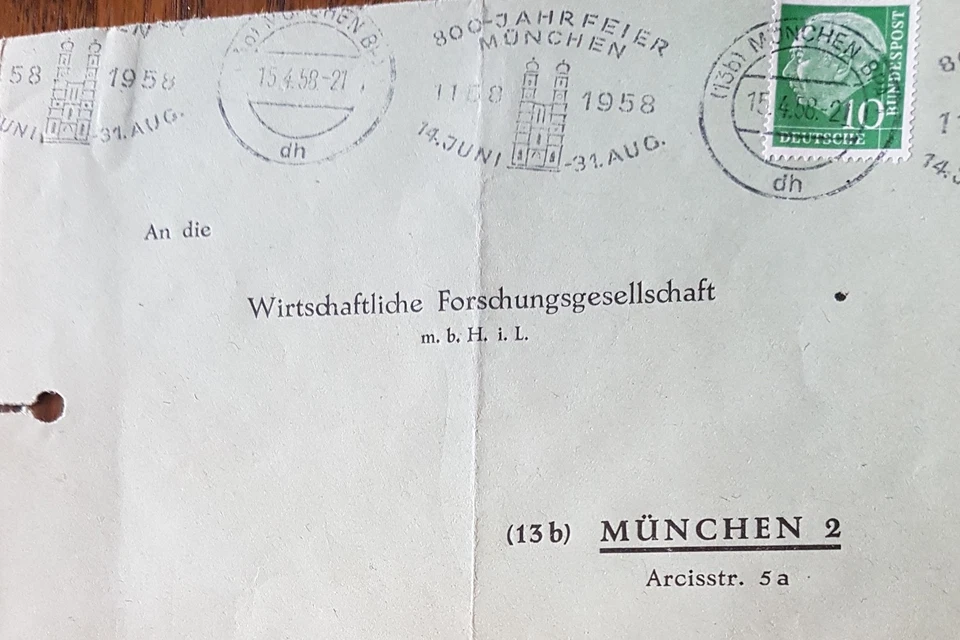 58 1958
UNI - 31. AUG.
MÜNCHEN
15.4.58-21
dh
800-JAHRFEIER
MÜNCHEN
1158 1958
14. JUNI - 31. AUG.
(13b) MÜNCHEN
15.4.58-21
dh
10
DEUTSCHE
BUNDESPOST
An die
Wirtschaftliche Forschungsgesellschaft
m. b. H. i. L.
(13b) MÜNCHEN 2
Arcisstr. 5a